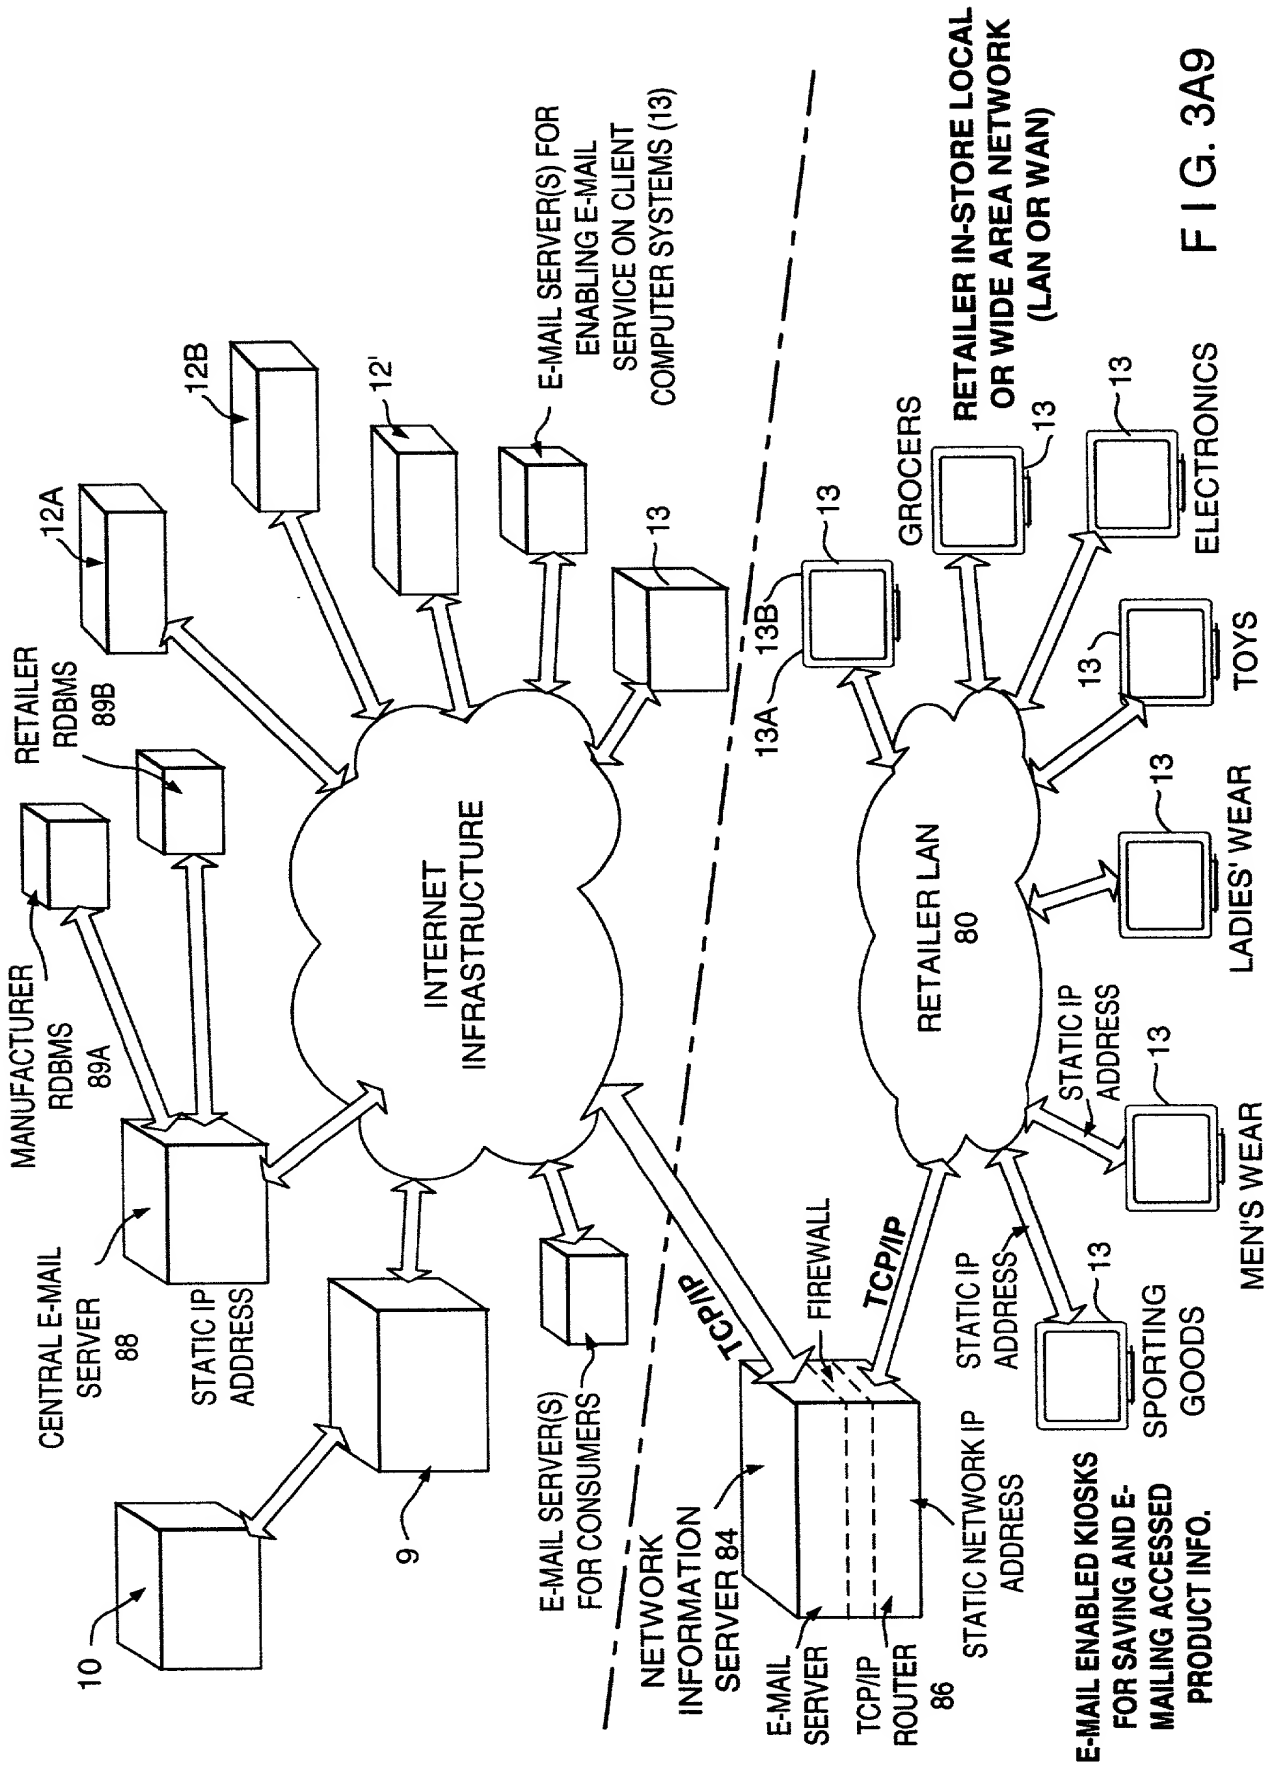 10
9
CENTRAL E-MAIL
SERVER
88
STATIC IP
ADDRESS
MANUFACTURER
RDBMS
89A
RETAILER
RDBMS
89B
12A
12B
12'
E-MAIL SERVER(S) FOR
ENABLING E-MAIL
SERVICE ON CLIENT
COMPUTER SYSTEMS (13)
13
INTERNET
INFRASTRUCTURE
E-MAIL SERVER(S)
FOR CONSUMERS
TCP/IP
NETWORK
INFORMATION
SERVER 84
FIREWALL
E-MAIL
SERVER
TCP/IP
ROUTER
86
STATIC NETWORK IP
ADDRESS
TCP/IP
RETAILER LAN
80
13A
13B
13
GROCERS
13
RETAILER IN-STORE LOCAL
OR WIDE AREA NETWORK
(LAN OR WAN)
13
ELECTRONICS
13
TOYS
13
LADIES' WEAR
STATIC IP
ADDRESS
13
MEN'S WEAR
STATIC IP
ADDRESS
13
SPORTING
GOODS
E-MAIL ENABLED KIOSKS
FOR SAVING AND E-
MAILING ACCESSED
PRODUCT INFO.
FIG. 3A9